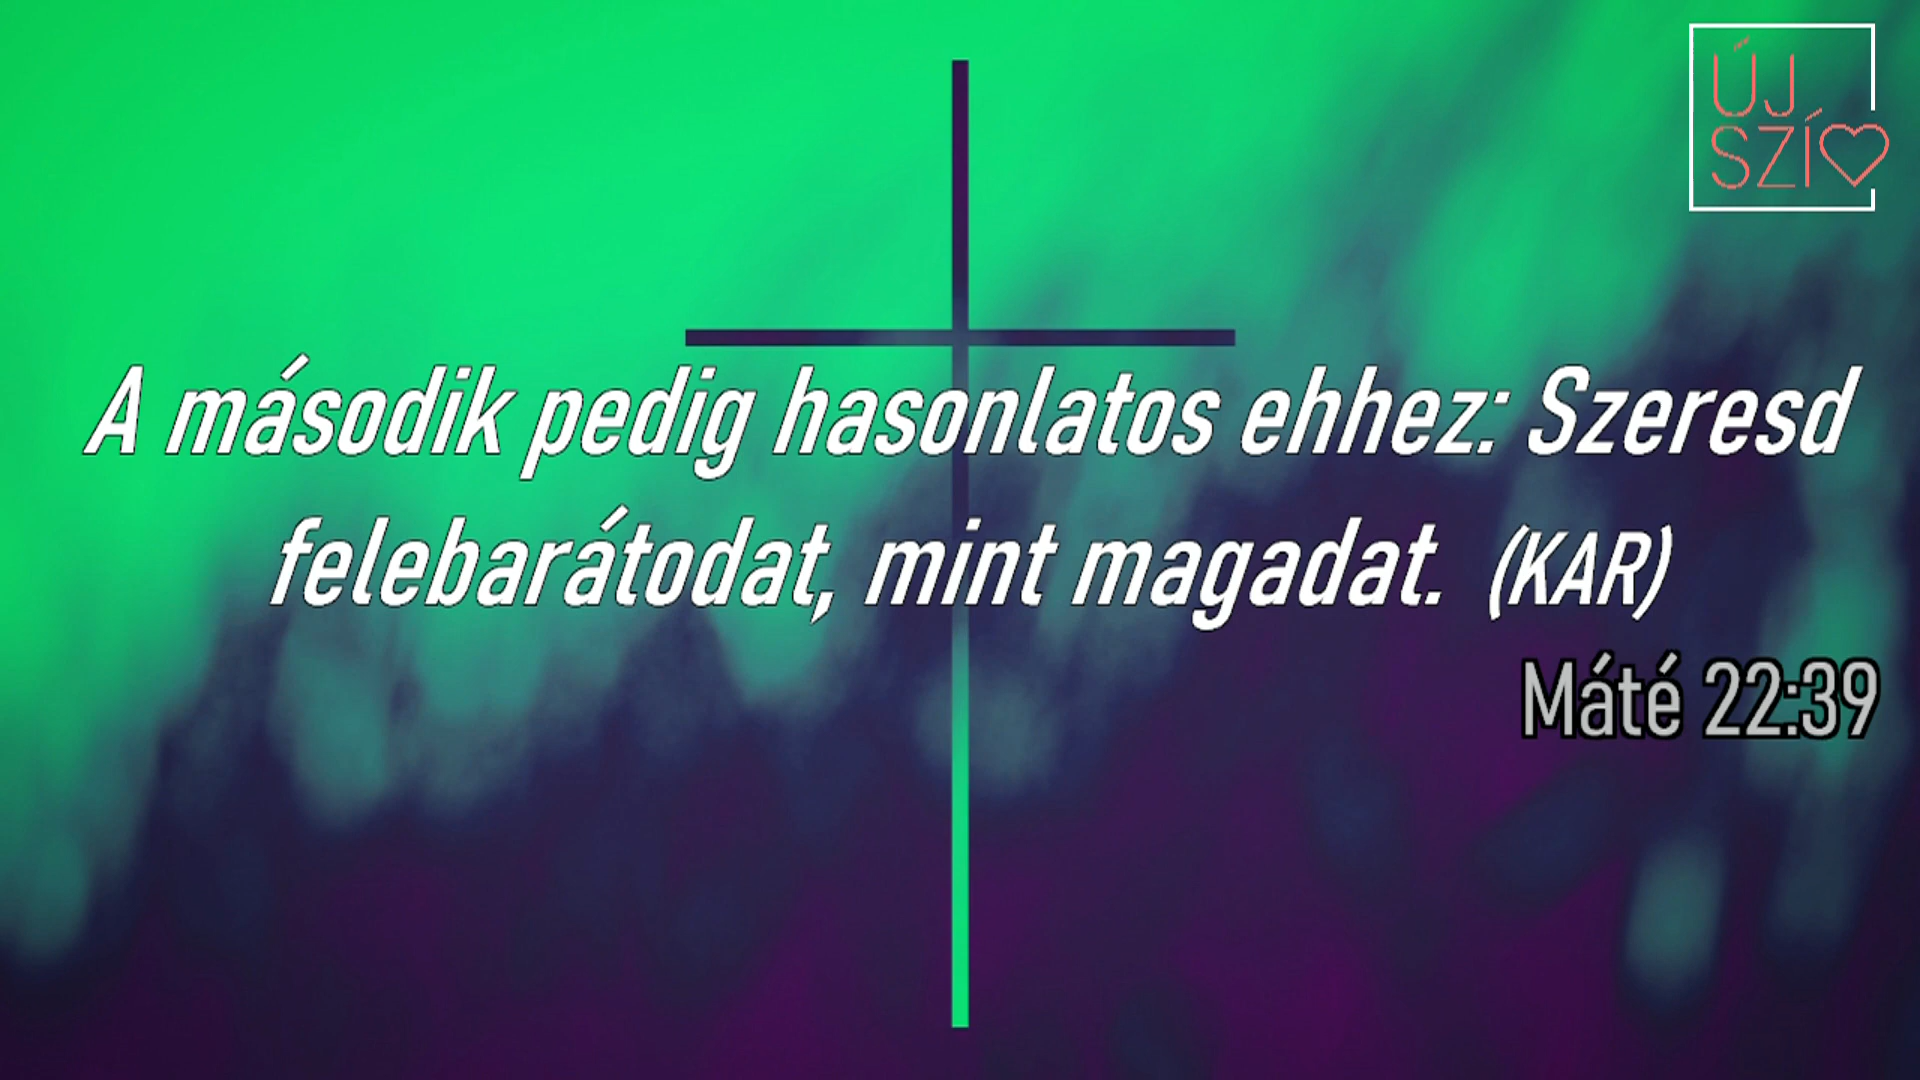 ÚJ
SZÍ
A második pedig hasonlatos ehhez: Szeresd
felebarátodat, mint magadat. (KAR)
Máté 22:39